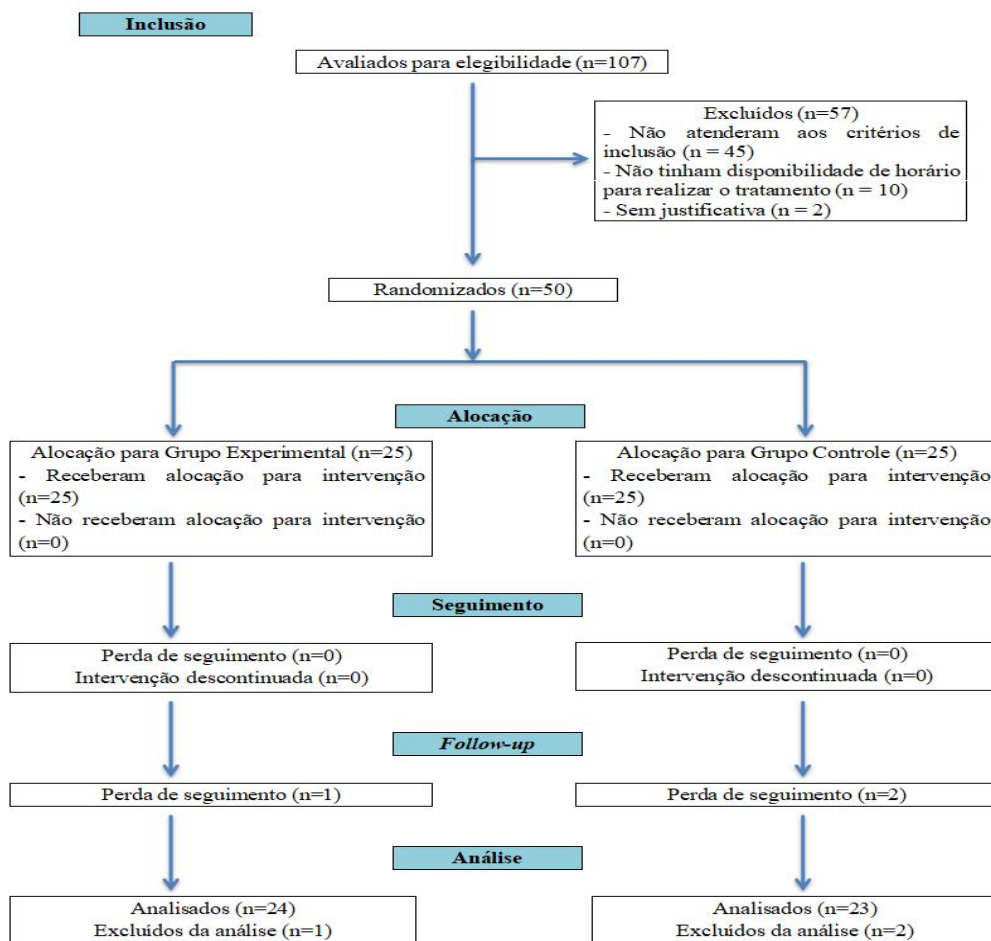 Inclusão
Avaliados para elegibilidade (n=107)
Excluídos (n=57)
- Não atenderam aos critérios de
inclusão (n = 45)
- Não tinham disponibilidade de horário
para realizar o tratamento (n = 10)
- Sem justificativa (n = 2)
Randomizados (n=50)
Alocação
Alocação para Grupo Experimental (n=25)
- Receberam alocação para intervenção
(n=25)
- Não receberam alocação para intervenção
(n=0)
Alocação para Grupo Controle (n=25)
- Receberam alocação para intervenção
(n=25)
- Não receberam alocação para intervenção
(n=0)
Seguimento
Perda de seguimento (n=0)
Intervenção descontinuada (n=0)
Perda de seguimento (n=0)
Intervenção descontinuada (n=0)
Follow-up
Perda de seguimento (n=1)
Perda de seguimento (n=2)
Análise
Analisados (n=24)
Excluídos da análise (n=1)
Analisados (n=23)
Excluídos da análise (n=2)